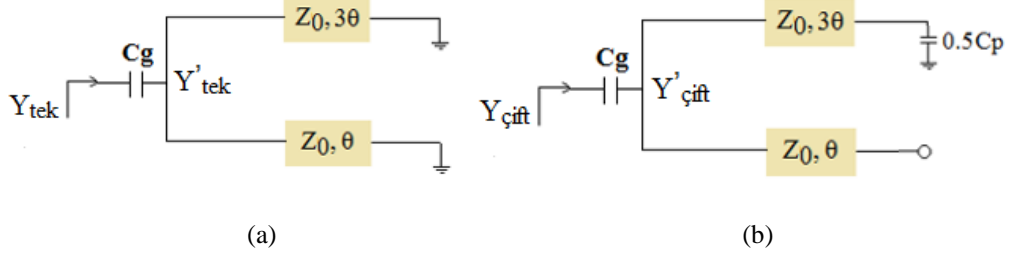 Z0, 3θ
Cg
Y'tek
Ytek
Z0, θ
(a)
Z0, 3θ
0.5Cp
Cg
Y'çift
Yçift
Z0, θ
(b)